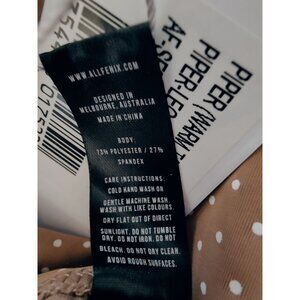 WWW.ALLFENIX.COM
DESIGNED IN
MELBOURNE, AUSTRALIA
MADE IN CHINA
BODY:
73% POLYESTER / 27%
SPANDEX
CARE INSTRUCTIONS:
COLD HAND WASH OR
GENTLE MACHINE WASH.
WASH WITH LIKE COLOURS.
DRY FLAT OUT OF DIRECT
SUNLIGHT. DO NOT TUMBLE
DRY. DO NOT IRON. DO NOT
BLEACH. DO NOT DRY CLEAN.
AVOID ROUGH SURFACES.
PIPER (WARM
PIPER-LEG